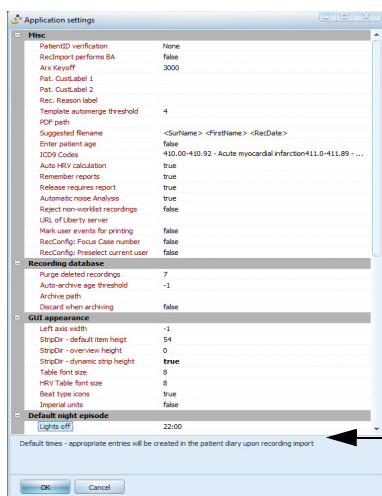 Application settings
Misc
PatientID verification None
RecImport performs BA false
Arx Keyoff 3000
Pat. CustLabel 1
Pat. CustLabel 2
Rec. Reason label
Template automerge threshold 4
PDF path
Suggested filename <SurName> <FirstName> <RecDate>
Enter patient age false
ICD9 Codes 410.00-410.92 - Acute myocardial infarction411.0-411.89 - ...
Auto HRV calculation true
Remember reports true
Release requires report true
Automatic noise Analysis true
Reject non-worklist recordings false
URL of Liberty server
Mark user events for printing false
RecConfig: Focus Case number false
RecConfig: Preselect current user false
Recording database
Purge deleted recordings 7
Auto-archive age threshold -1
Archive path
Discard when archiving false
GUI appearance
Left axis width -1
StripDir - default item heigt 54
StripDir - overview height 0
StripDir - dynamic strip height true
Table font size 8
HRV Table font size 8
Beat type icons true
Imperial units false
Default night episode
Lights off 22:00
Default times - appropriate entries will be created in the patient diary upon recording import
OK Cancel